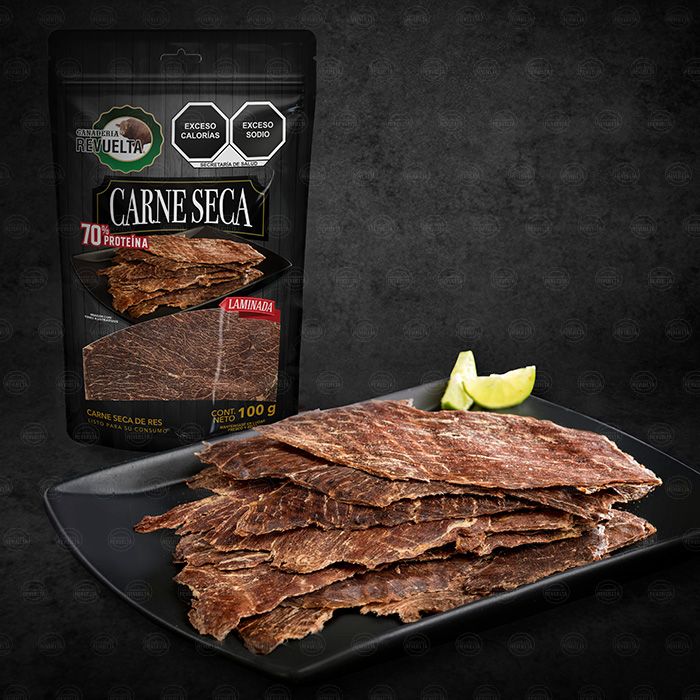 GANADERIA
REVUELTA
EXCESO
CALORÍAS
EXCESO
SODIO
SECRETARÍA DE SALUD
CARNE SECA
70% PROTEÍNA
LAMINADA
CARNE SECA DE RES
LISTO PARA SU CONSUMO
CONT.
NETO 100 g